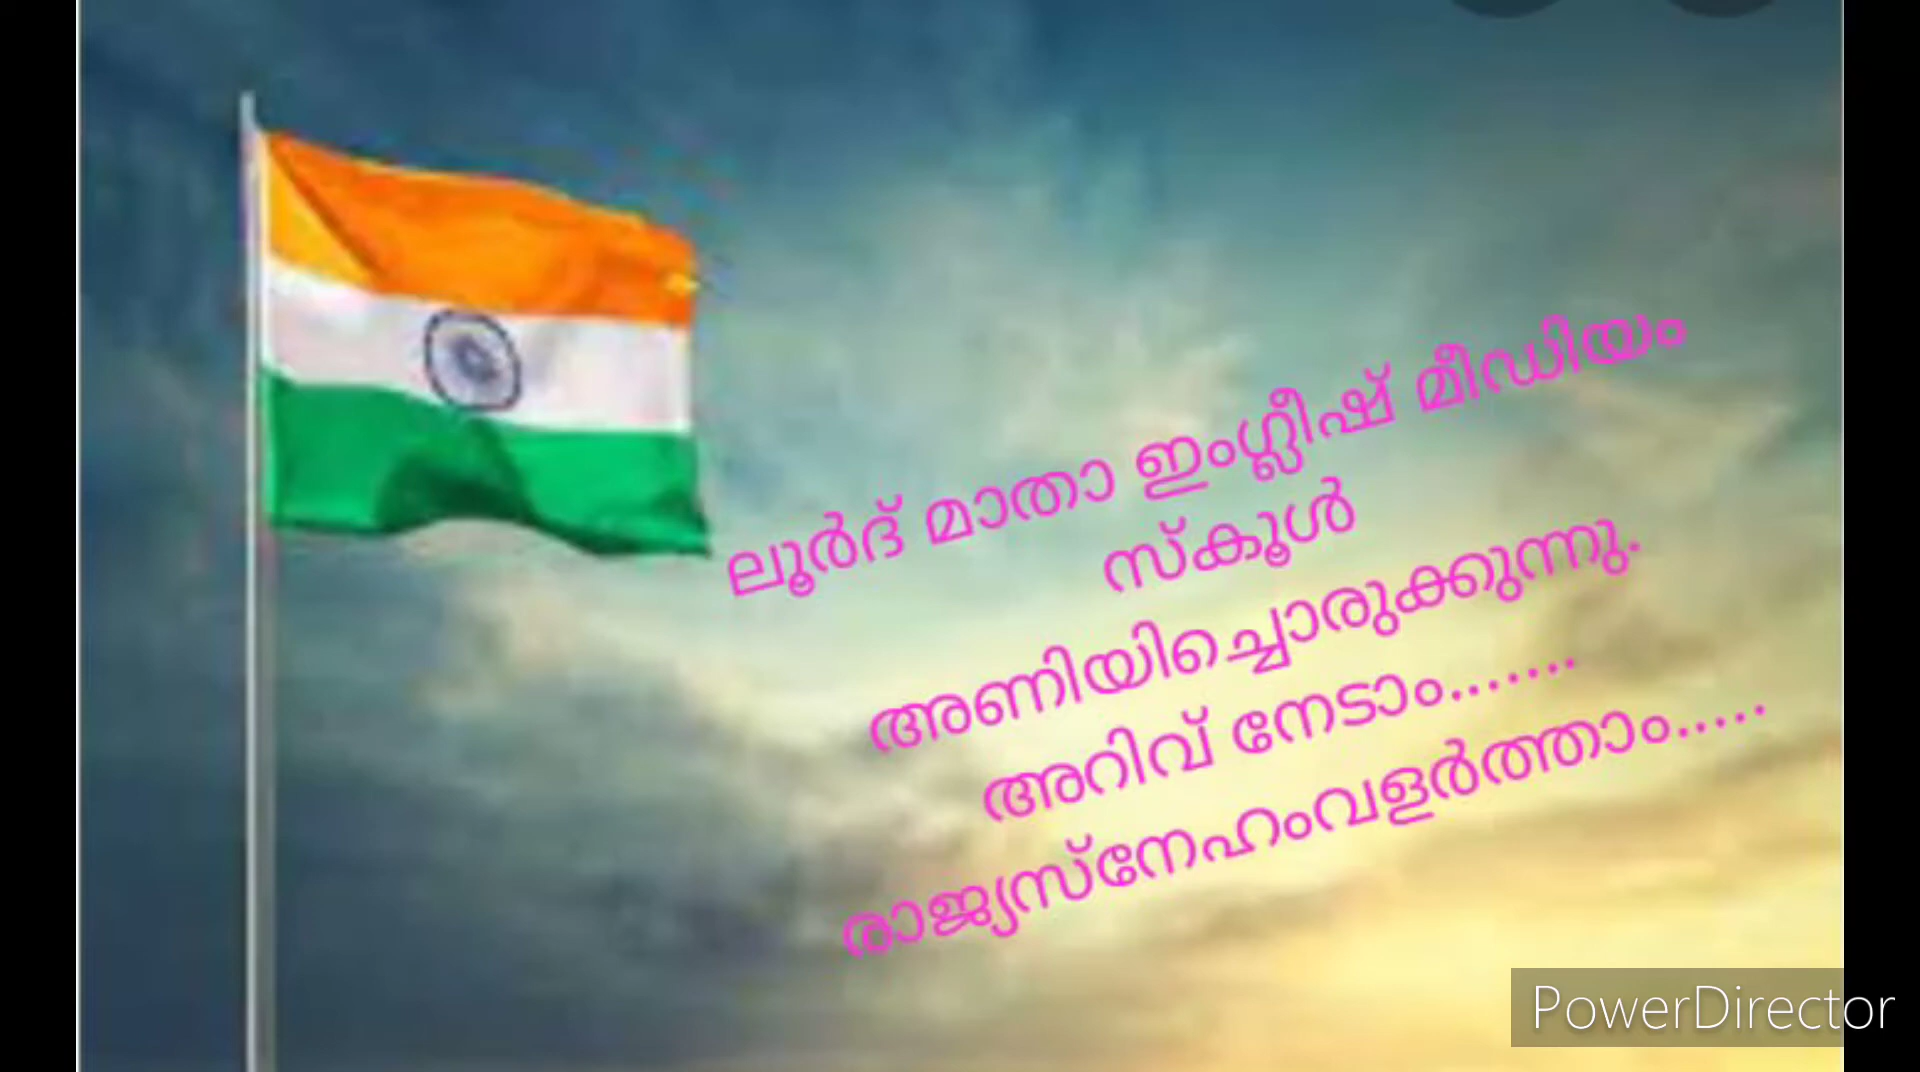 ലൂർദ് മാതാ ഇംഗ്ലീഷ് മീഡിയം
സ്കൂൾ
അണിയിച്ചൊരുക്കുന്നു.
അറിവ് നേടാം.......
രാജ്യസ്നേഹംവളർത്താം.....
PowerDirector